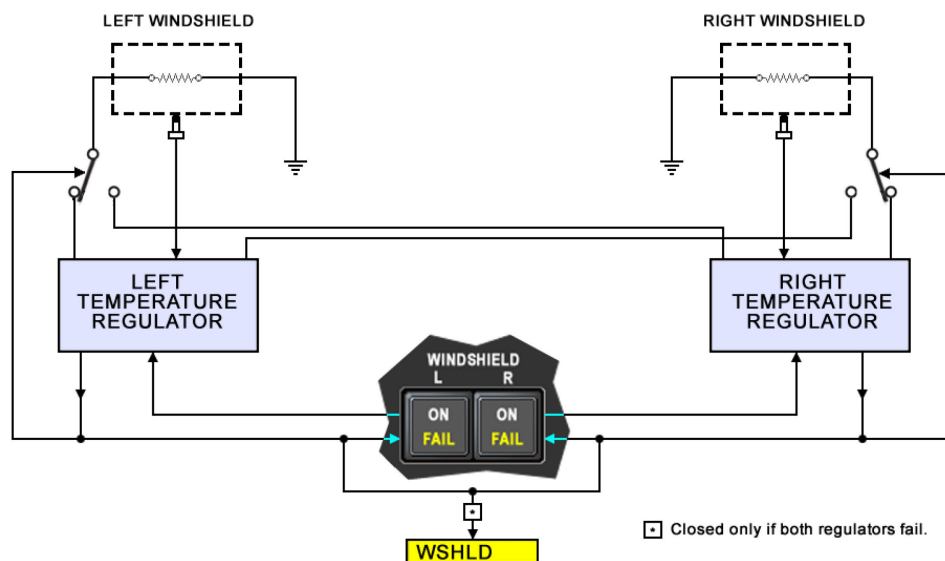 LEFT WINDSHIELD
RIGHT WINDSHIELD
LEFT
TEMPERATURE
REGULATOR
RIGHT
TEMPERATURE
REGULATOR
WINDSHIELD
L R
ON ON
FAIL FAIL
* Closed only if both regulators fail.
*
WSHLD